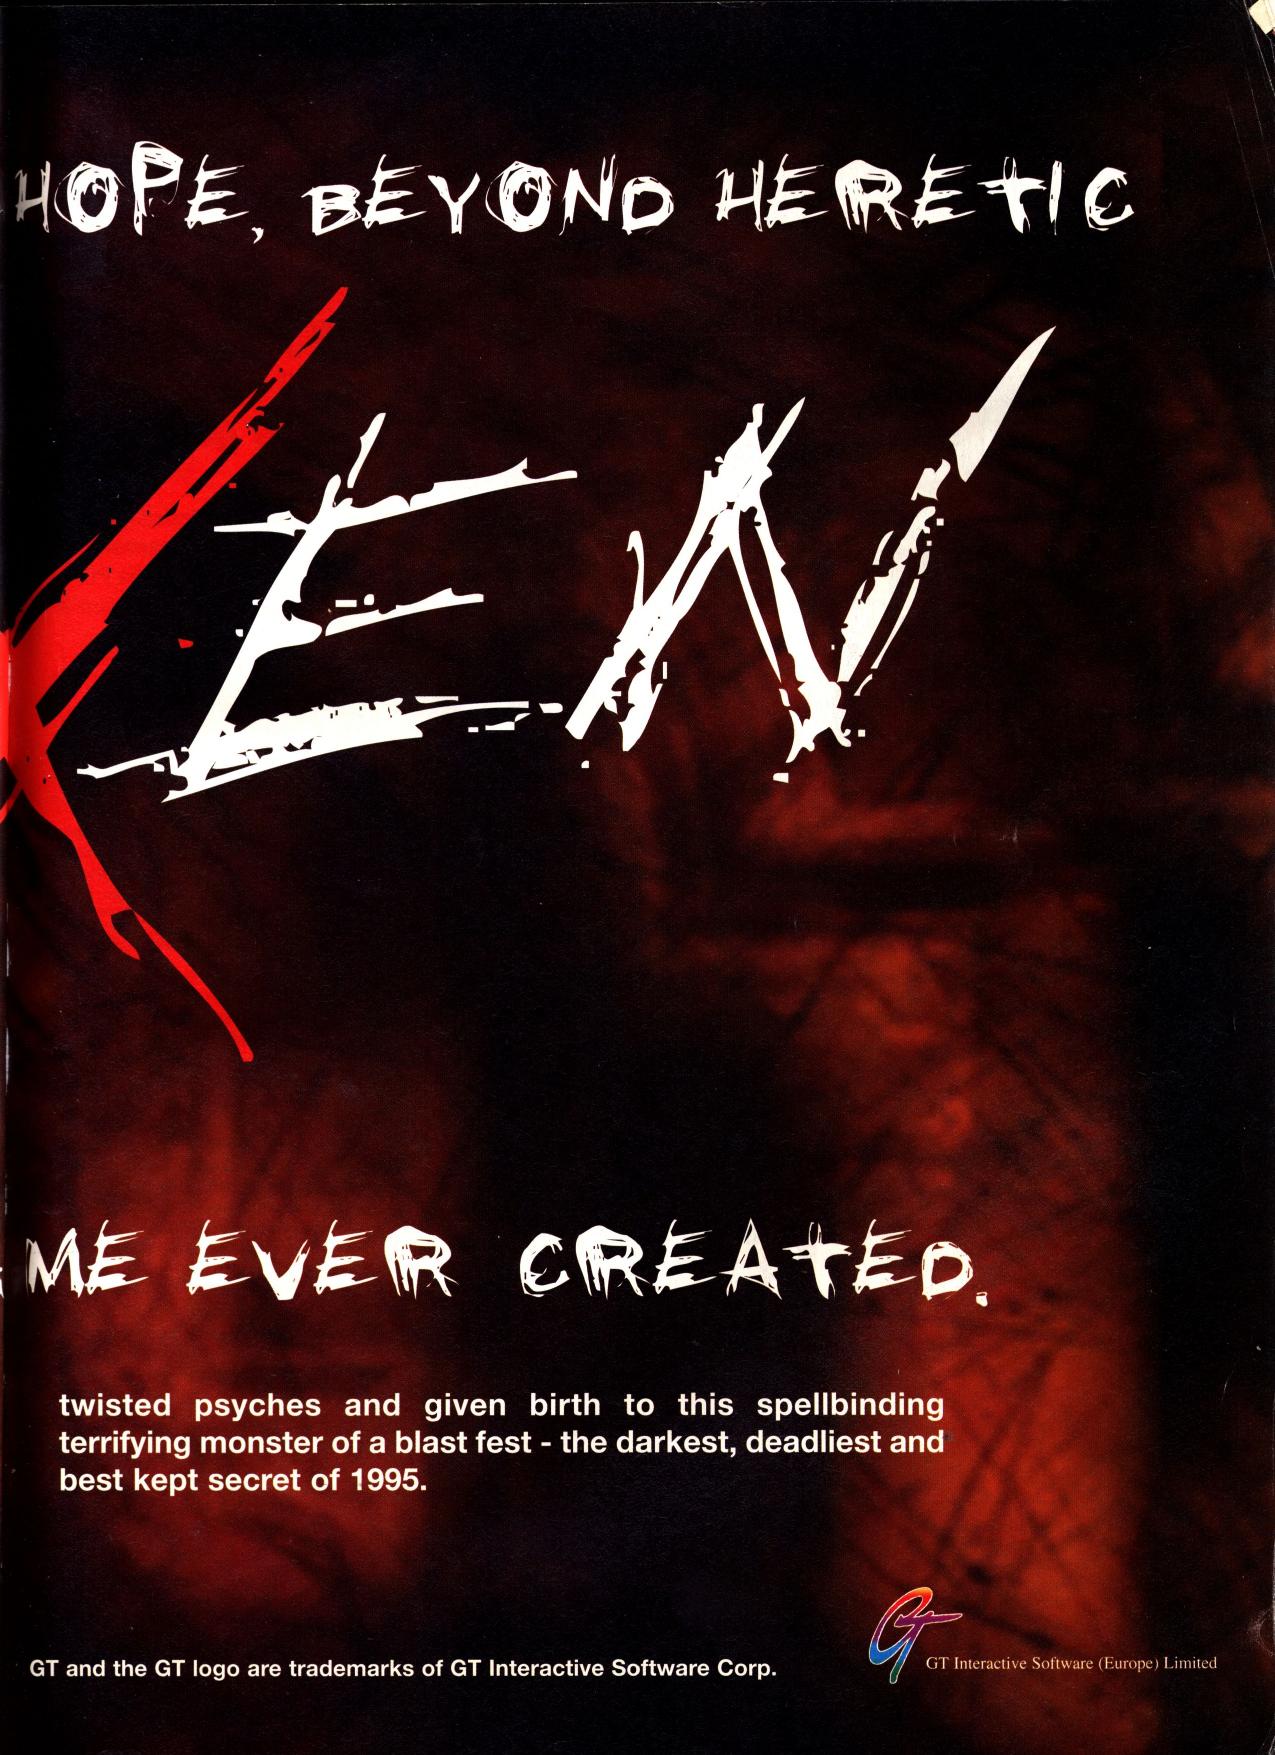 HOPE, BEYOND HERETIC
XEN
ME EVER CREATED.
twisted psyches and given birth to this spellbinding
terrifying monster of a blast fest - the darkest, deadliest and
best kept secret of 1995.
GT
GT and the GT logo are trademarks of GT Interactive Software Corp.
GT Interactive Software (Europe) Limited